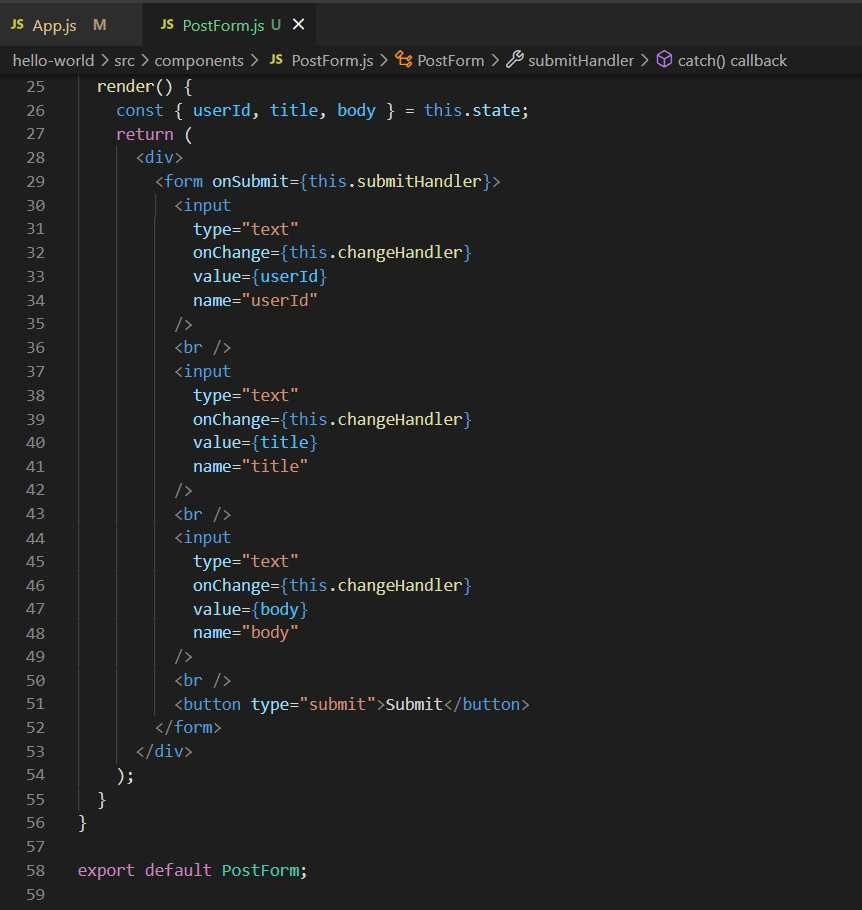 JS App.js M JS PostForm.js U ×
hello-world > src > components > JS PostForm.js > PostForm > submitHandler > catch() callback
25 render() {
26 const { userId, title, body } = this.state;
27 return (
28 <div>
29 <form onSubmit={this.submitHandler}>
30 <input
31 type="text"
32 onChange={this.changeHandler}
33 value={userId}
34 name="userId"
35 />
36 <br />
37 <input
38 type="text"
39 onChange={this.changeHandler}
40 value={title}
41 name="title"
42 />
43 <br />
44 <input
45 type="text"
46 onChange={this.changeHandler}
47 value={body}
48 name="body"
49 />
50 <br />
51 <button type="submit">Submit</button>
52 </form>
53 </div>
54 );
55 }
56 }
57
58 export default PostForm;
59